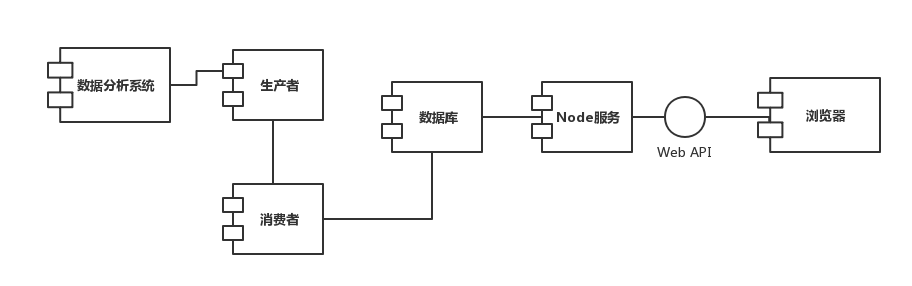 数据分析系统
生产者
消费者
数据库
Node服务
Web API
浏览器